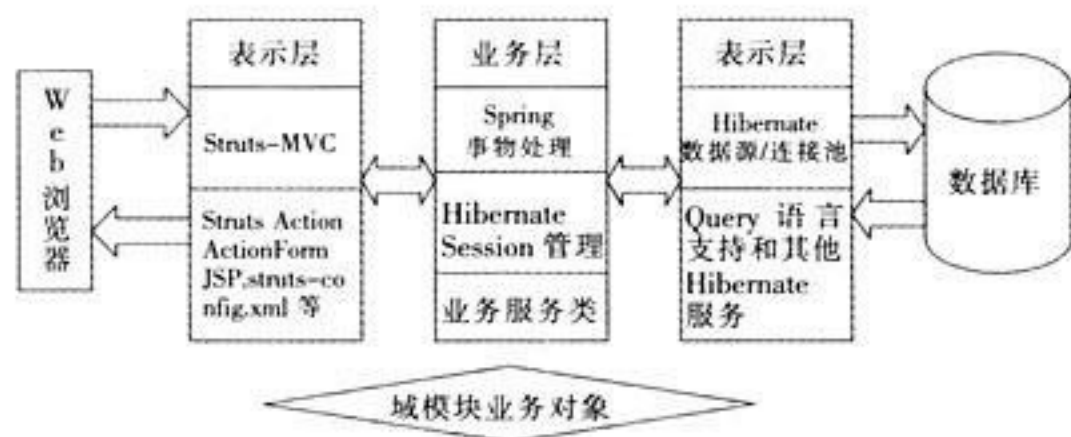 Web浏览器
表示层
Struts-MVC
Struts Action
ActionForm
JSP,struts-co
nfig.xml 等
业务层
Spring
事物处理
Hibernate
Session 管理
业务服务类
表示层
Hibernate
数据源/连接池
Query 语言
支持和其他
Hibernate
服务
数据库
域模块业务对象